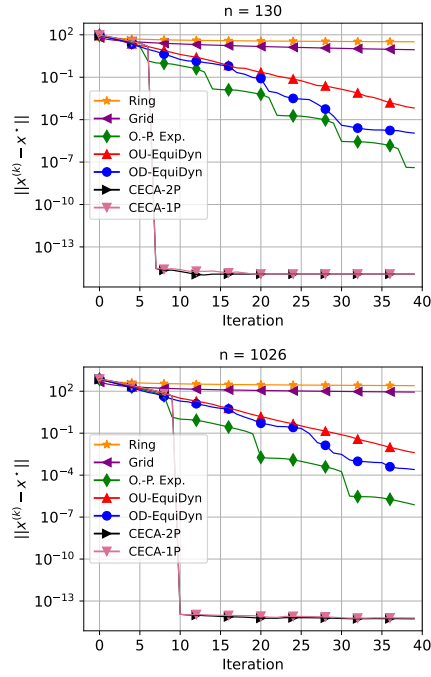 n = 130
10^2
10^-1
10^-4
10^-7
10^-10
10^-13
||x^(k) − x^⋆||
Ring
Grid
O.-P. Exp.
OU-EquiDyn
OD-EquiDyn
CECA-2P
CECA-1P
0 5 10 15 20 25 30 35 40
Iteration
n = 1026
10^2
10^-1
10^-4
10^-7
10^-10
10^-13
||x^(k) − x^⋆||
Ring
Grid
O.-P. Exp.
OU-EquiDyn
OD-EquiDyn
CECA-2P
CECA-1P
0 5 10 15 20 25 30 35 40
Iteration